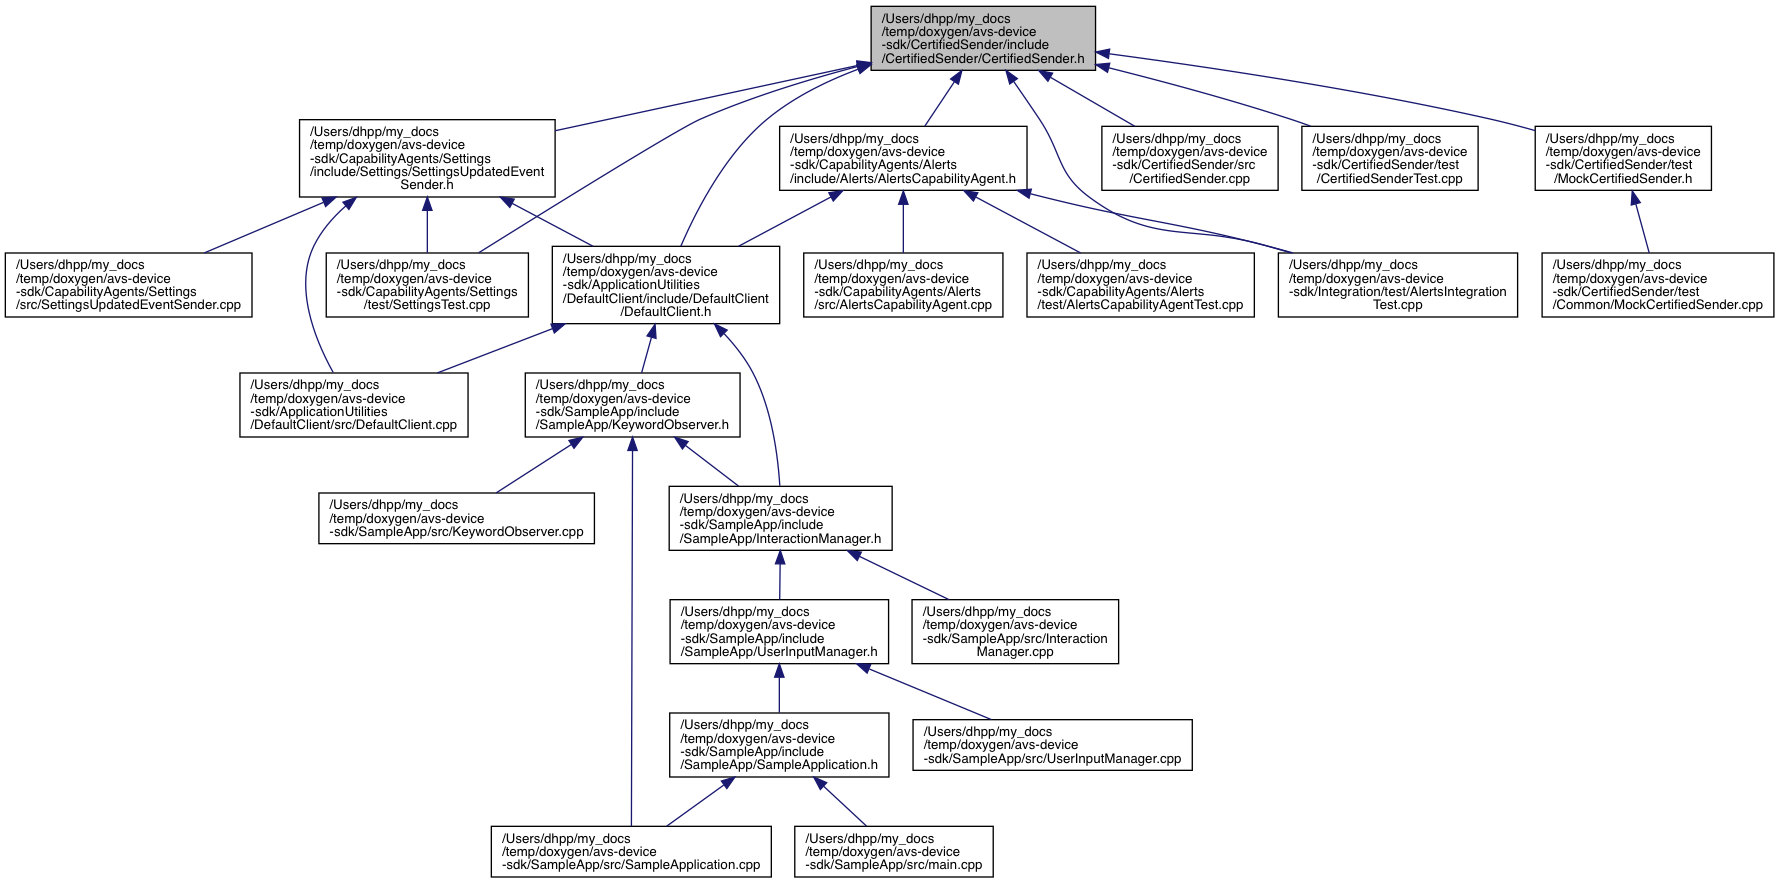 /Users/dhpp/my_docs
/temp/doxygen/avs-device
-sdk/CertifiedSender/include
/CertifiedSender/CertifiedSender.h
/Users/dhpp/my_docs
/temp/doxygen/avs-device
-sdk/CapabilityAgents/Settings
/include/Settings/SettingsUpdatedEvent
Sender.h
/Users/dhpp/my_docs
/temp/doxygen/avs-device
-sdk/CapabilityAgents/Alerts
/include/Alerts/AlertsCapabilityAgent.h
/Users/dhpp/my_docs
/temp/doxygen/avs-device
-sdk/CertifiedSender/src
/CertifiedSender.cpp
/Users/dhpp/my_docs
/temp/doxygen/avs-device
-sdk/CertifiedSender/test
/CertifiedSenderTest.cpp
/Users/dhpp/my_docs
/temp/doxygen/avs-device
-sdk/CertifiedSender/test
/MockCertifiedSender.h
/Users/dhpp/my_docs
/temp/doxygen/avs-device
-sdk/CapabilityAgents/Settings
/src/SettingsUpdatedEventSender.cpp
/Users/dhpp/my_docs
/temp/doxygen/avs-device
-sdk/CapabilityAgents/Settings
/test/SettingsTest.cpp
/Users/dhpp/my_docs
/temp/doxygen/avs-device
-sdk/ApplicationUtilities
/DefaultClient/include/DefaultClient
/DefaultClient.h
/Users/dhpp/my_docs
/temp/doxygen/avs-device
-sdk/CapabilityAgents/Alerts
/src/AlertsCapabilityAgent.cpp
/Users/dhpp/my_docs
/temp/doxygen/avs-device
-sdk/CapabilityAgents/Alerts
/test/AlertsCapabilityAgentTest.cpp
/Users/dhpp/my_docs
/temp/doxygen/avs-device
-sdk/Integration/test/AlertsIntegration
Test.cpp
/Users/dhpp/my_docs
/temp/doxygen/avs-device
-sdk/CertifiedSender/test
/Common/MockCertifiedSender.cpp
/Users/dhpp/my_docs
/temp/doxygen/avs-device
-sdk/ApplicationUtilities
/DefaultClient/src/DefaultClient.cpp
/Users/dhpp/my_docs
/temp/doxygen/avs-device
-sdk/SampleApp/include
/SampleApp/KeywordObserver.h
/Users/dhpp/my_docs
/temp/doxygen/avs-device
-sdk/SampleApp/src/KeywordObserver.cpp
/Users/dhpp/my_docs
/temp/doxygen/avs-device
-sdk/SampleApp/include
/SampleApp/InteractionManager.h
/Users/dhpp/my_docs
/temp/doxygen/avs-device
-sdk/SampleApp/include
/SampleApp/UserInputManager.h
/Users/dhpp/my_docs
/temp/doxygen/avs-device
-sdk/SampleApp/src/Interaction
Manager.cpp
/Users/dhpp/my_docs
/temp/doxygen/avs-device
-sdk/SampleApp/include
/SampleApp/SampleApplication.h
/Users/dhpp/my_docs
/temp/doxygen/avs-device
-sdk/SampleApp/src/UserInputManager.cpp
/Users/dhpp/my_docs
/temp/doxygen/avs-device
-sdk/SampleApp/src/SampleApplication.cpp
/Users/dhpp/my_docs
/temp/doxygen/avs-device
-sdk/SampleApp/src/main.cpp